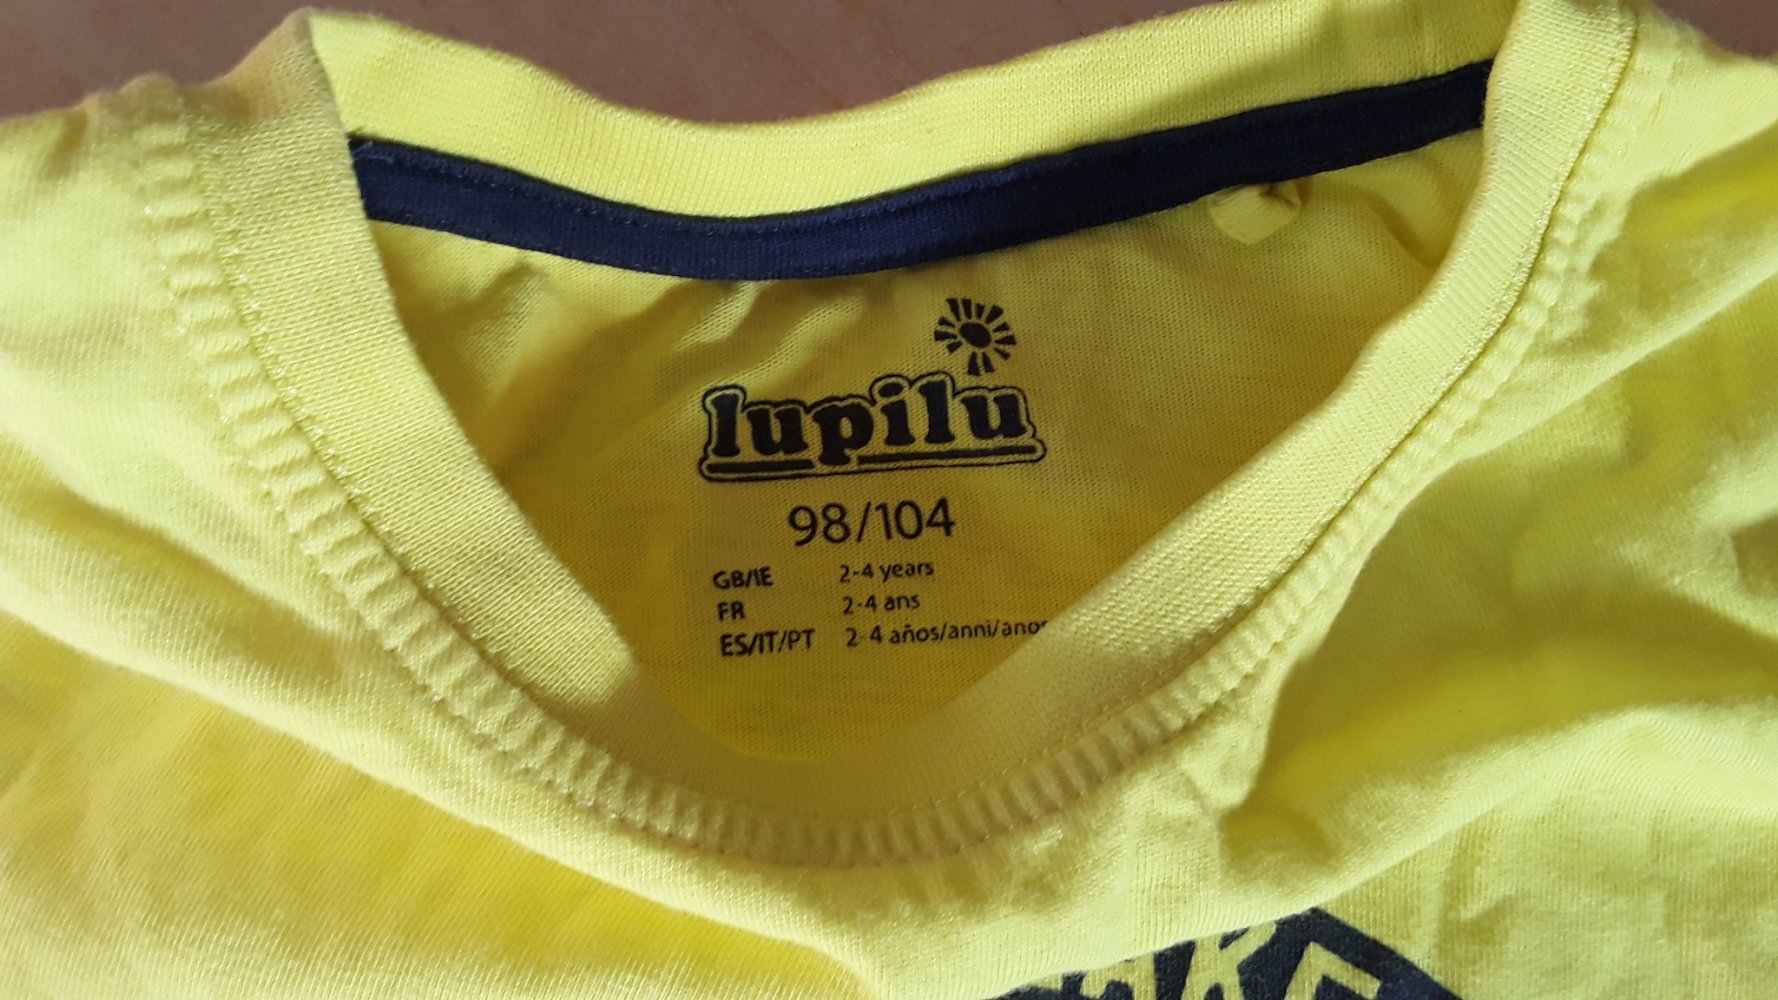 lupilu
98/104
GB/IE 2-4 years
FR 2-4 ans
ES/IT/PT 2-4 años/anni/anos